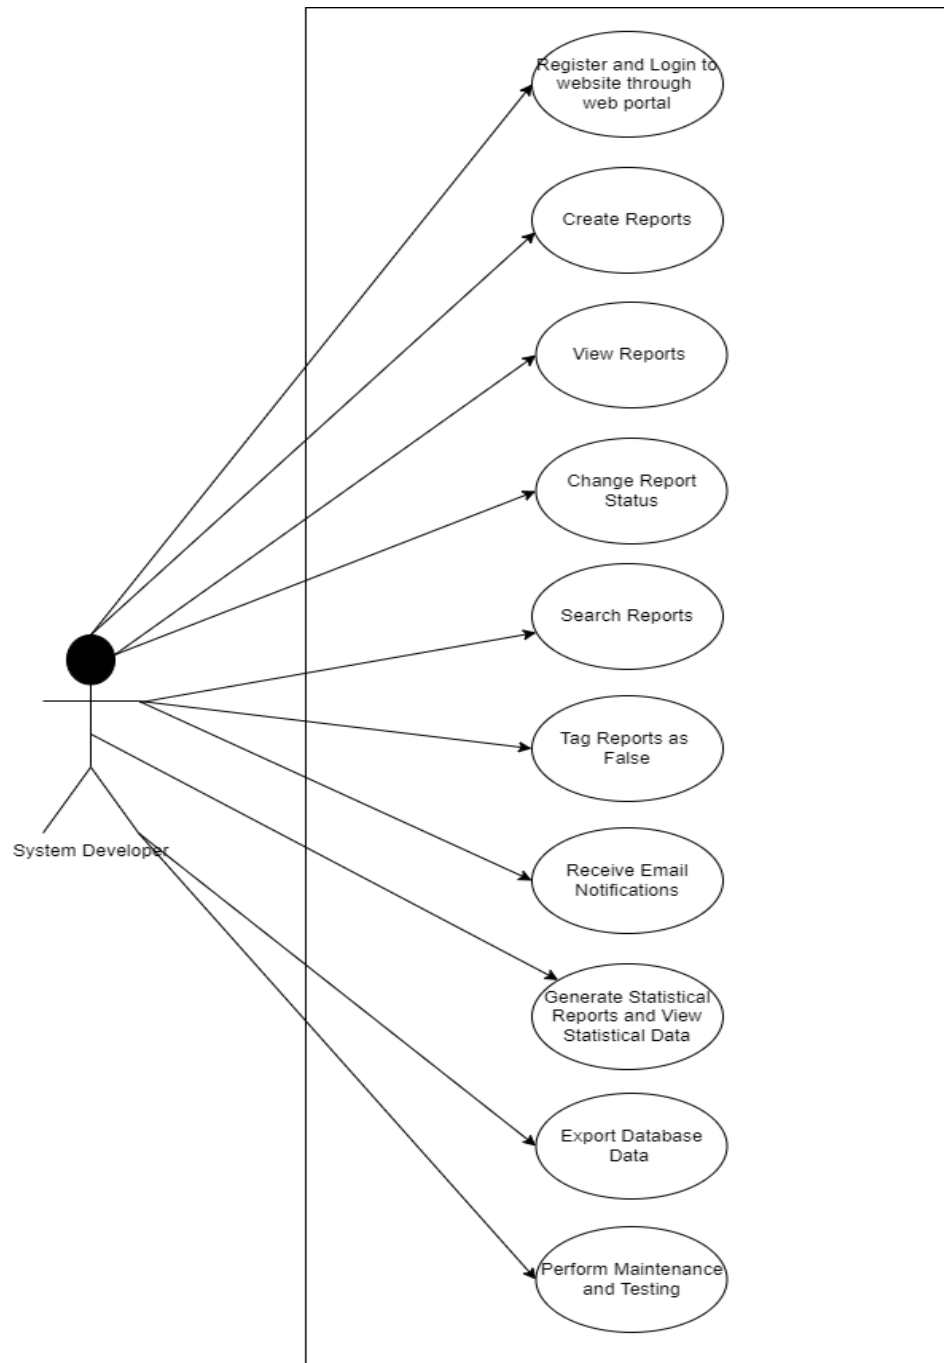 Register and Login to
website through
web portal
Create Reports
View Reports
Change Report
Status
Search Reports
Tag Reports as
False
System Developer
Receive Email
Notifications
Generate Statistical
Reports and View
Statistical Data
Export Database
Data
Perform Maintenance
and Testing